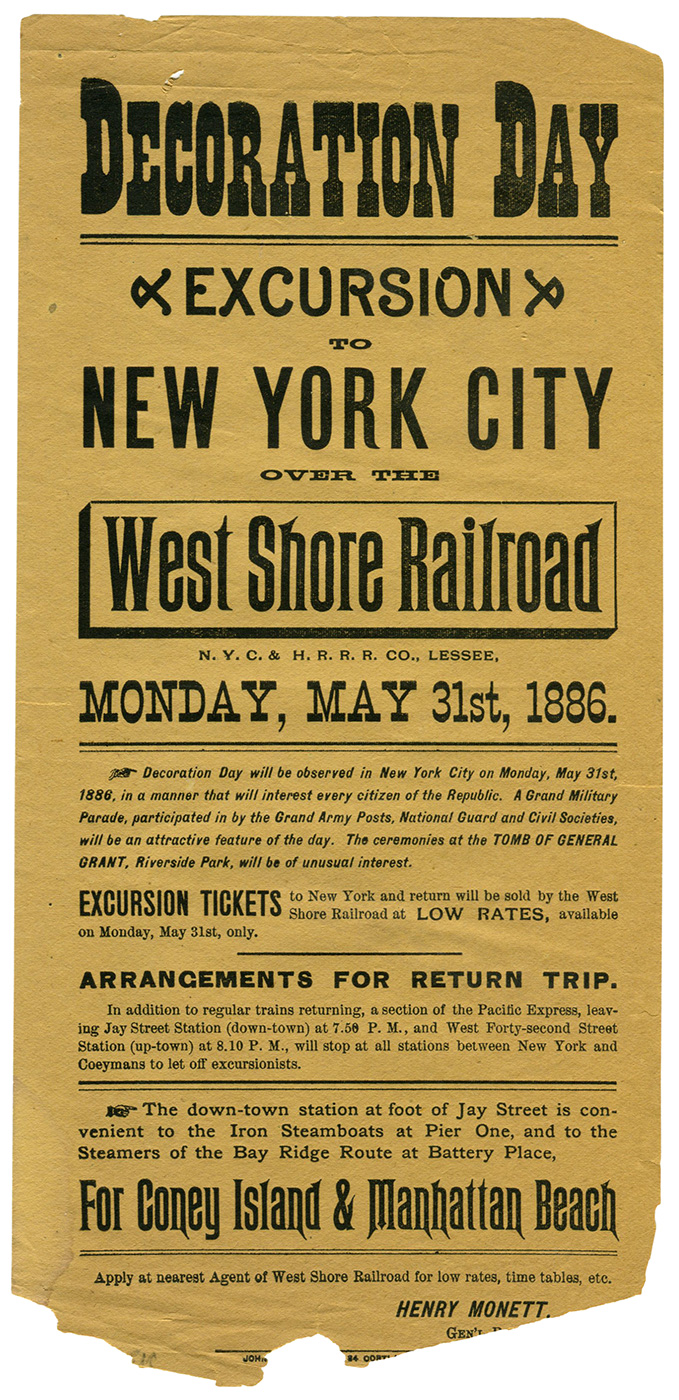 DECORATION DAY
EXCURSION
TO
NEW YORK CITY
OVER THE
West Shore Railroad
N. Y. C. & H. R. R. R. CO., LESSEE,
MONDAY, MAY 31st, 1886.
☞ Decoration Day will be observed in New York City on Monday, May 31st,
1886, in a manner that will interest every citizen of the Republic. A Grand Military
Parade, participated in by the Grand Army Posts, National Guard and Civil Societies,
will be an attractive feature of the day. The ceremonies at the TOMB OF GENERAL
GRANT, Riverside Park, will be of unusual interest.
EXCURSION TICKETS to New York and return will be sold by the West
Shore Railroad at LOW RATES, available
on Monday, May 31st, only.
ARRANGEMENTS FOR RETURN TRIP.
In addition to regular trains returning, a section of the Pacific Express, leav-
ing Jay Street Station (down-town) at 7.50 P. M., and West Forty-second Street
Station (up-town) at 8.10 P. M., will stop at all stations between New York and
Coeymans to let off excursionists.
☞ The down-town station at foot of Jay Street is con-
venient to the Iron Steamboats at Pier One, and to the
Steamers of the Bay Ridge Route at Battery Place,
For Coney Island & Manhattan Beach
Apply at nearest Agent of West Shore Railroad for low rates, time tables, etc.
HENRY MONETT,
GEN'L
JOHN